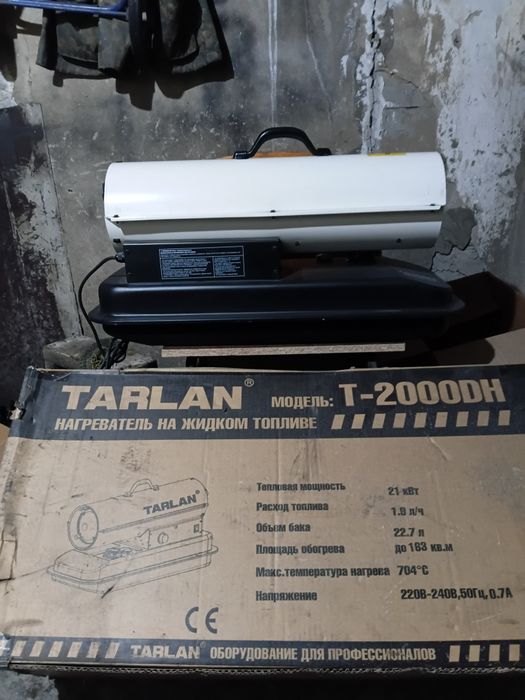 TARLAN® МОДЕЛЬ: T-2000DH
НАГРЕВАТЕЛЬ НА ЖИДКОМ ТОПЛИВЕ
TARLAN
Тепловая мощность 21 кВт
Расход топлива 1.9 л/ч
Объем бака 22.7 л
Площадь обогрева до 183 кв.м
Макс.температура нагрева 704°C
Напряжение 220В-240В,50Гц, 0.7А
CE
TARLAN ОБОРУДОВАНИЕ ДЛЯ ПРОФЕССИОНАЛОВ